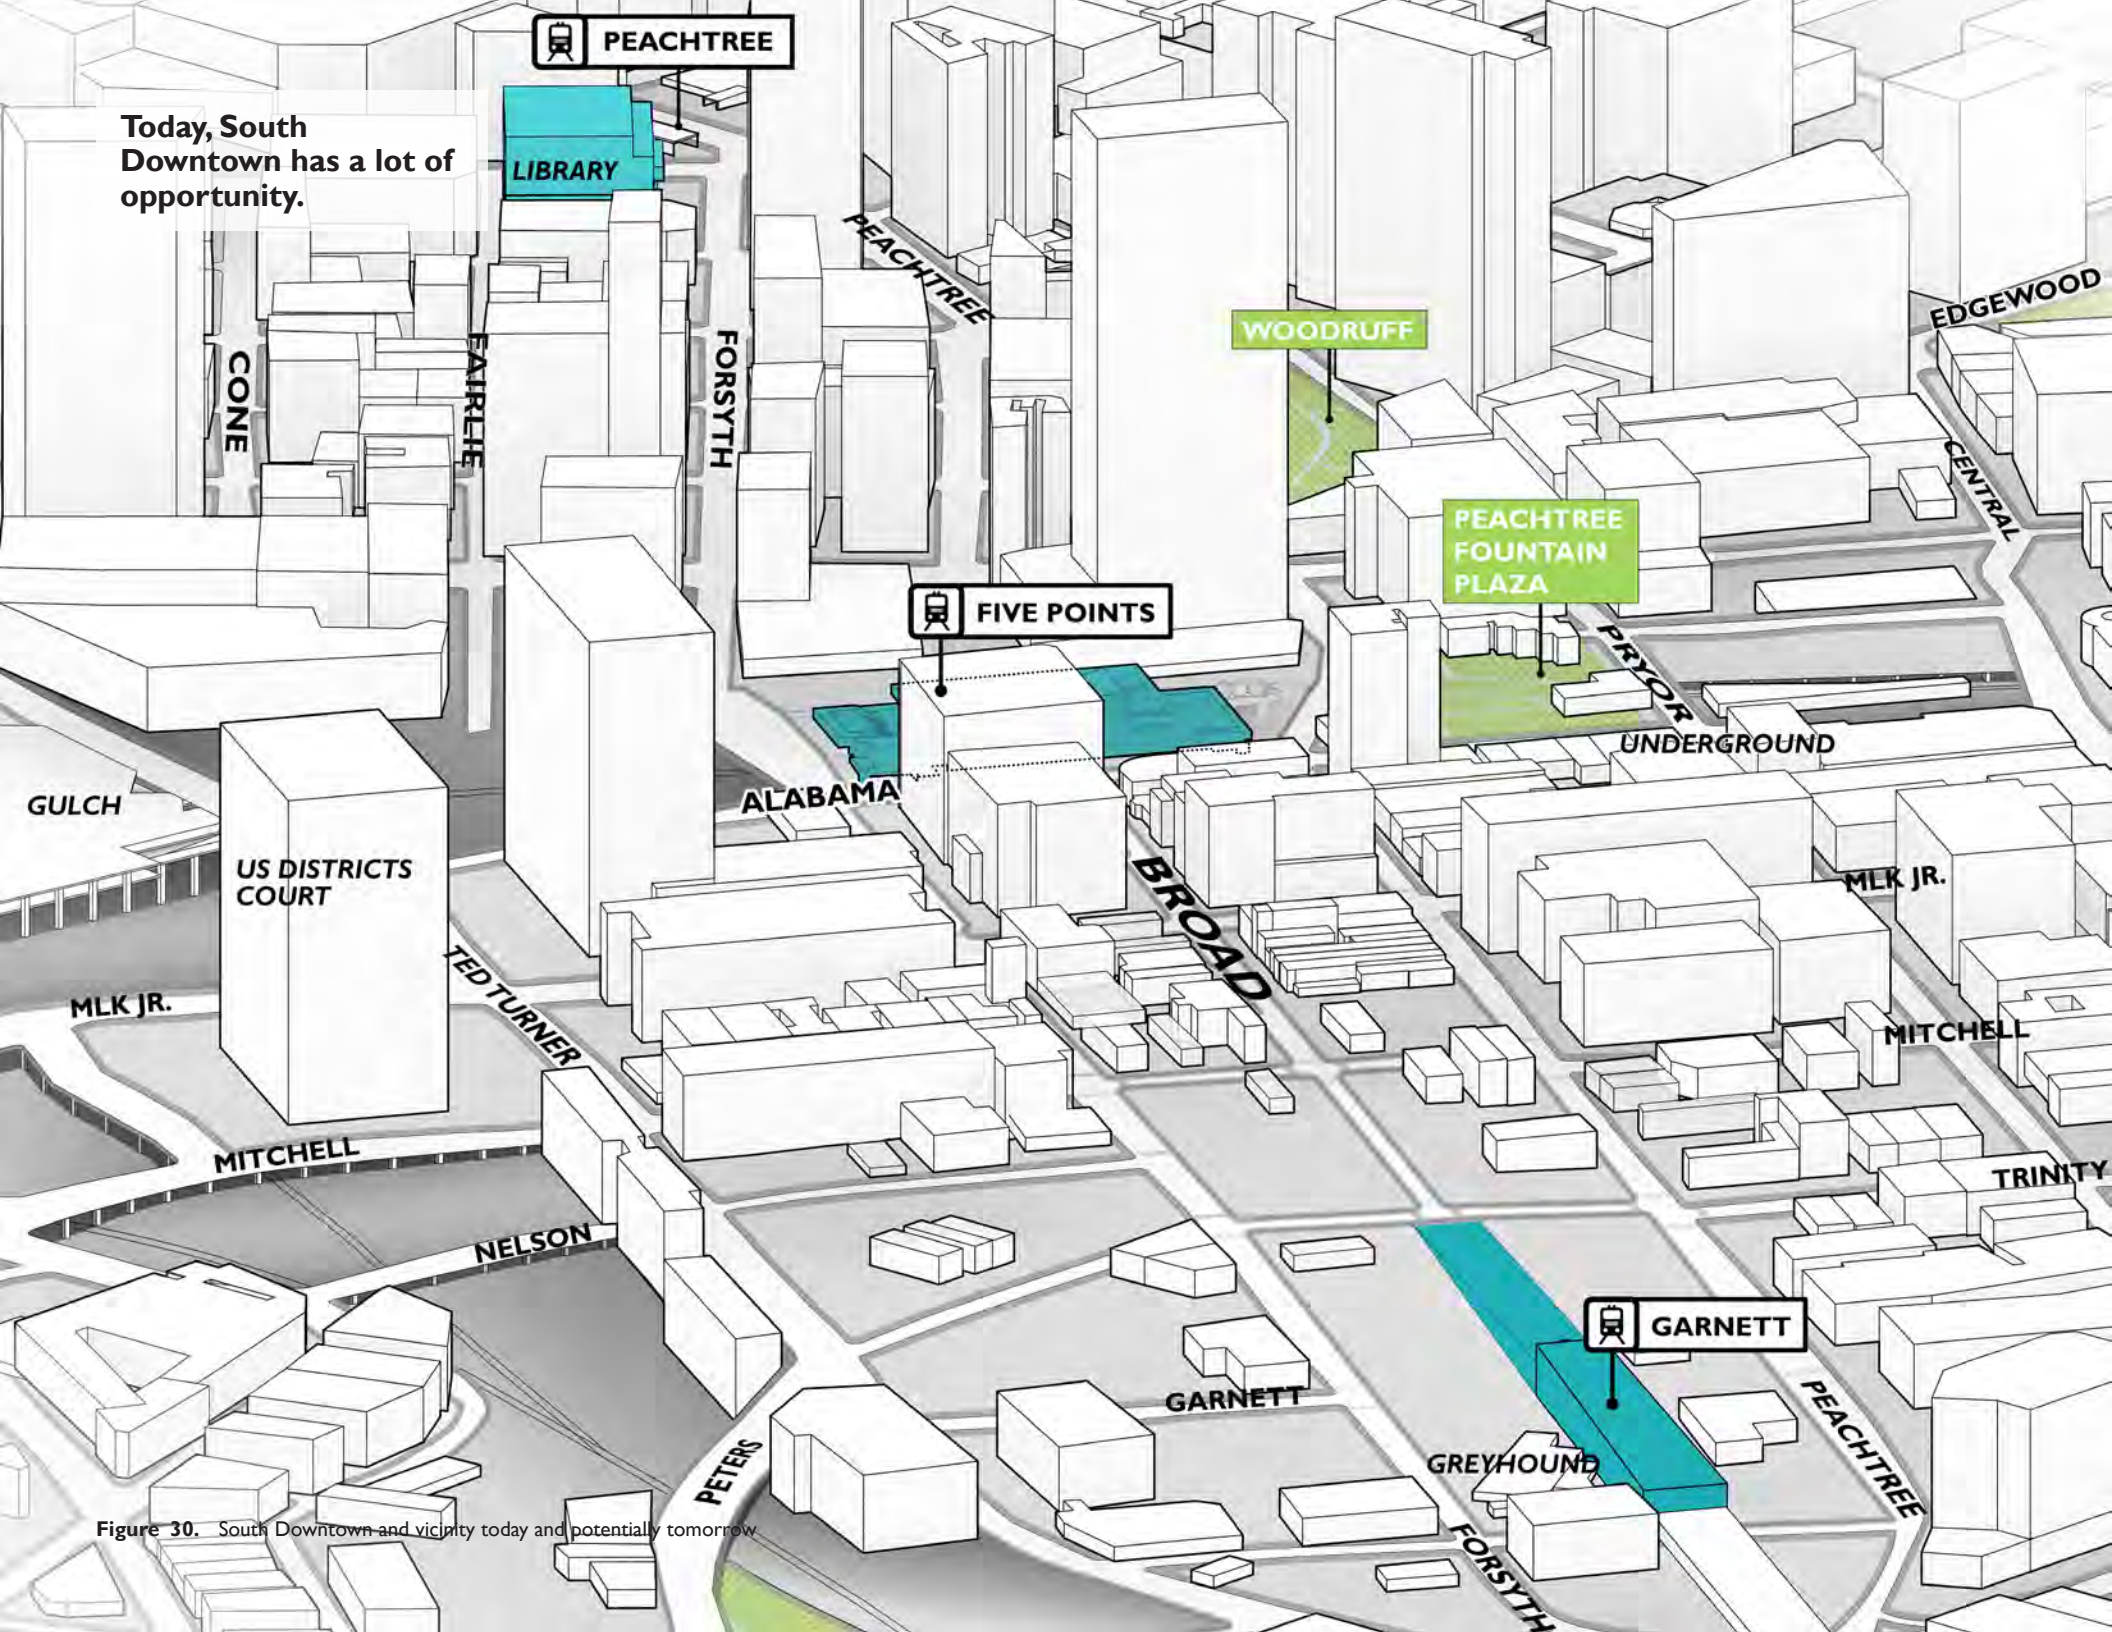 PEACHTREE
Today, South
Downtown has a lot of
opportunity.
LIBRARY
PEACHTREE
EDGEWOOD
WOODRUFF
CONE
FAIRLIE
FORSYTH
CENTRAL
PEACHTREE
FOUNTAIN
PLAZA
FIVE POINTS
PRYOR
UNDERGROUND
ALABAMA
GULCH
US DISTRICTS
COURT
BROAD
MLK JR.
TED TURNER
MLK JR.
MITCHELL
MITCHELL
TRINITY
NELSON
GARNETT
GARNETT
PEACHTREE
GREYHOUND
PETERS
FORSYTH
Figure 30. South Downtown and vicinity today and potentially tomorrow